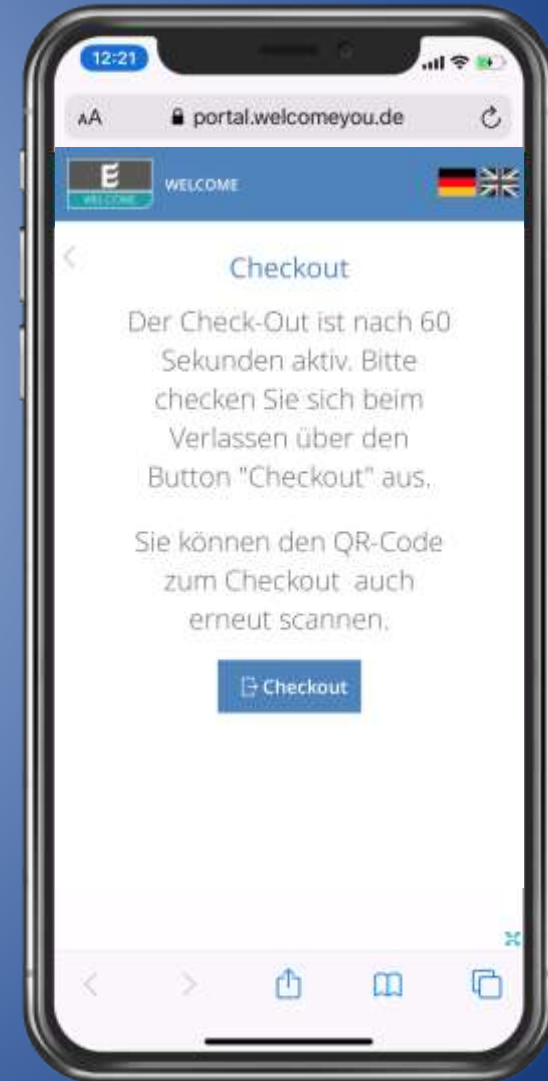 12:21
AA portal.welcomeyou.de
E
WELCOME
WELCOME
Checkout
Der Check-Out ist nach 60
Sekunden aktiv. Bitte
checken Sie sich beim
Verlassen über den
Button "Checkout" aus.
Sie können den QR-Code
zum Checkout auch
erneut scannen.
Checkout